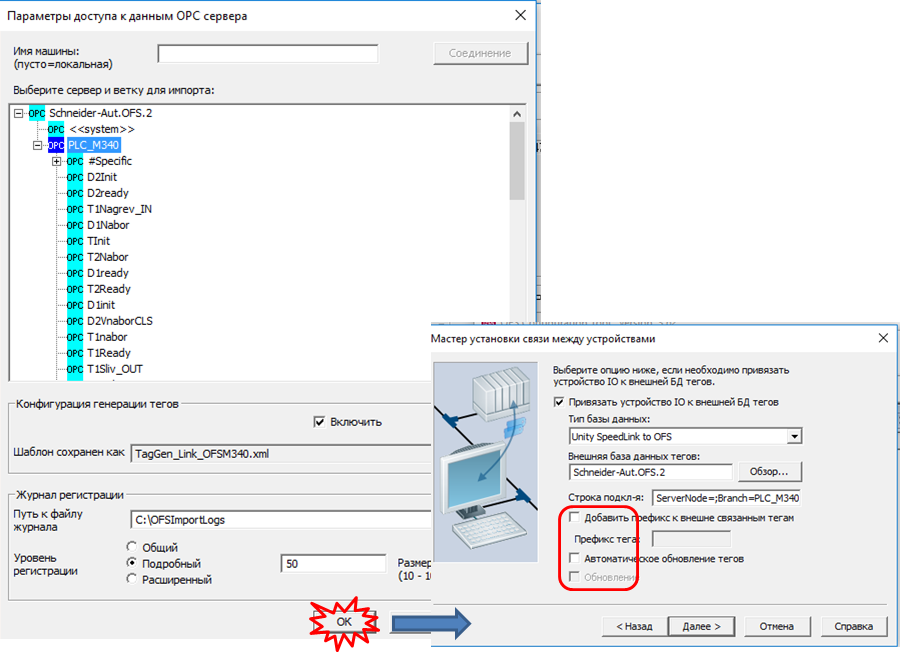 Параметры доступа к данным OPC сервера
Имя машины:
(пусто=локальная)
Соединение
Выберите сервер и ветку для импорта:
OPC Schneider-Aut.OFS.2
OPC <<system>>
OPC PLC_M340
OPC #Specific
OPC D2Init
OPC D2ready
OPC T1Nagrev_IN
OPC D1Nabor
OPC TInit
OPC T2Nabor
OPC D1ready
OPC T2Ready
OPC D1init
OPC D2VnaborCLS
OPC T1nabor
OPC T1Ready
OPC T1Sliv_OUT
Конфигурация генерации тегов
Включить
Шаблон сохранен как TagGen_Link_OFSM340.xml
Журнал регистрации
Путь к файлу
журнала
C:\OFSImportLogs
Уровень
регистрации
Общий
Подробный
Расширенный
50
Размер
(10 - 10
OK
Мастер установки связи между устройствами
Выберите опцию ниже, если необходимо привязать
устройство IO к внешней БД тегов.
Привязать устройство IO к внешней БД тегов
Тип базы данных:
Unity SpeedLink to OFS
Внешняя база данных тегов:
Schneider-Aut.OFS.2
Обзор...
Строка подкл-я: ServerNode=;Branch=PLC_M340
Добавить префикс к внешне связанным тегам
Префикс тега:
Автоматическое обновление тегов
Обновление
< Назад
Далее >
Отмена
Справка